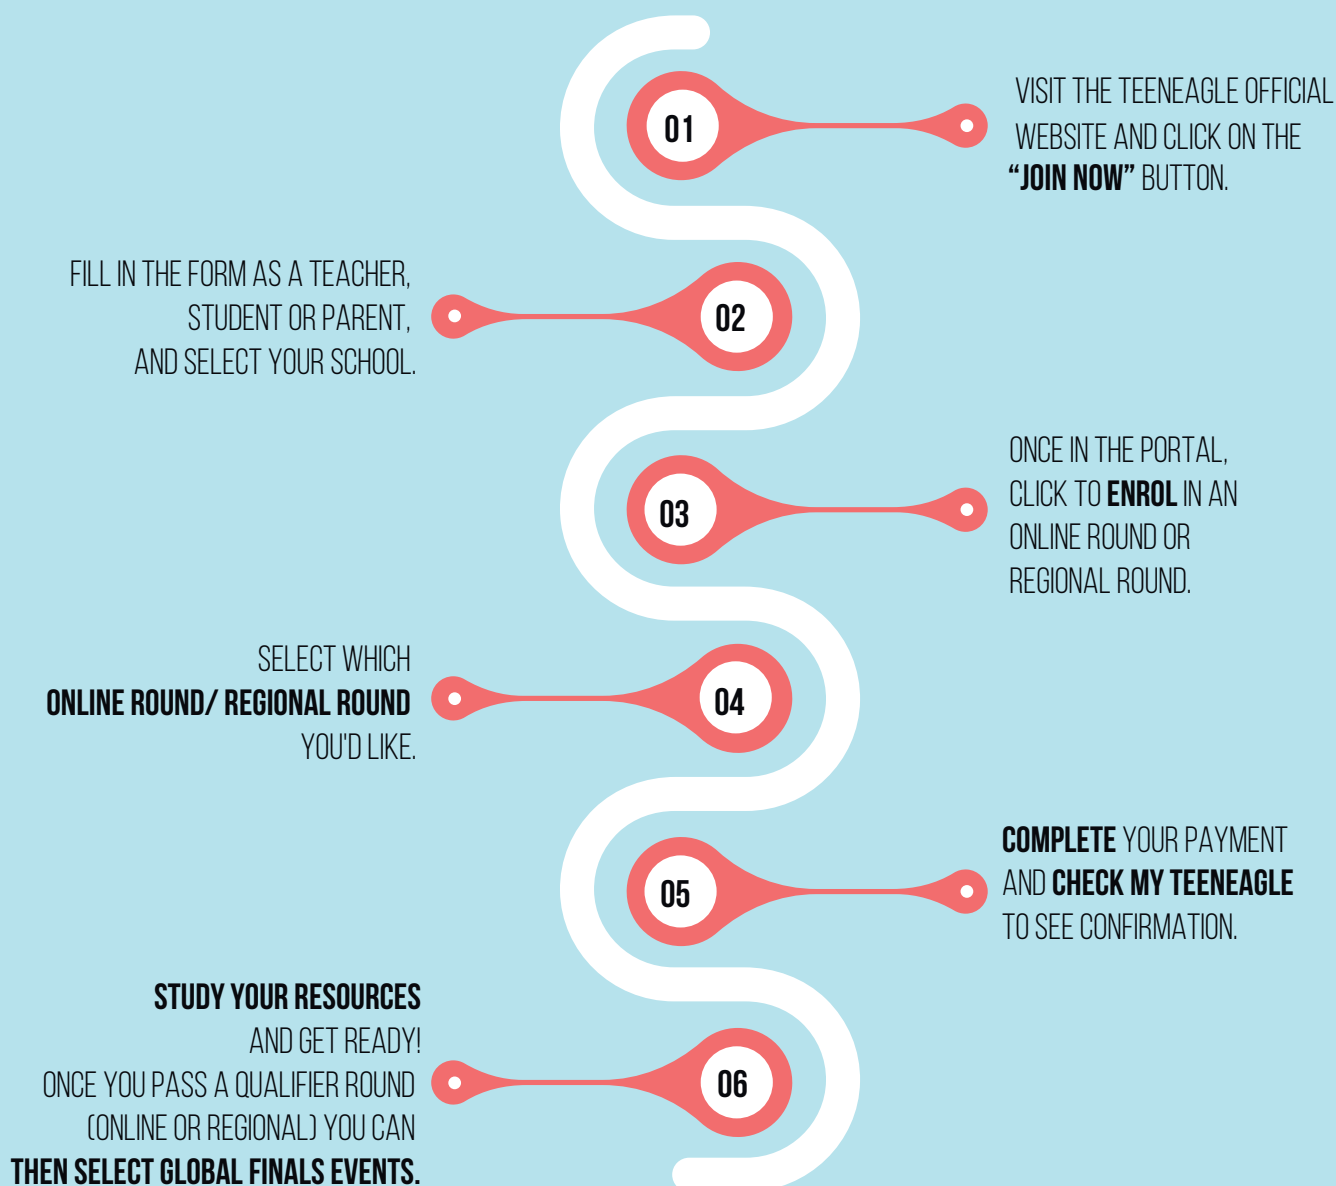 01
VISIT THE TEENEAGLE OFFICIAL
WEBSITE AND CLICK ON THE
“JOIN NOW” BUTTON.
FILL IN THE FORM AS A TEACHER,
STUDENT OR PARENT,
AND SELECT YOUR SCHOOL.
02
03
ONCE IN THE PORTAL,
CLICK TO ENROL IN AN
ONLINE ROUND OR
REGIONAL ROUND.
SELECT WHICH
ONLINE ROUND/ REGIONAL ROUND
YOU'D LIKE.
04
05
COMPLETE YOUR PAYMENT
AND CHECK MY TEENEAGLE
TO SEE CONFIRMATION.
STUDY YOUR RESOURCES
AND GET READY!
ONCE YOU PASS A QUALIFIER ROUND
(ONLINE OR REGIONAL) YOU CAN
THEN SELECT GLOBAL FINALS EVENTS.
06